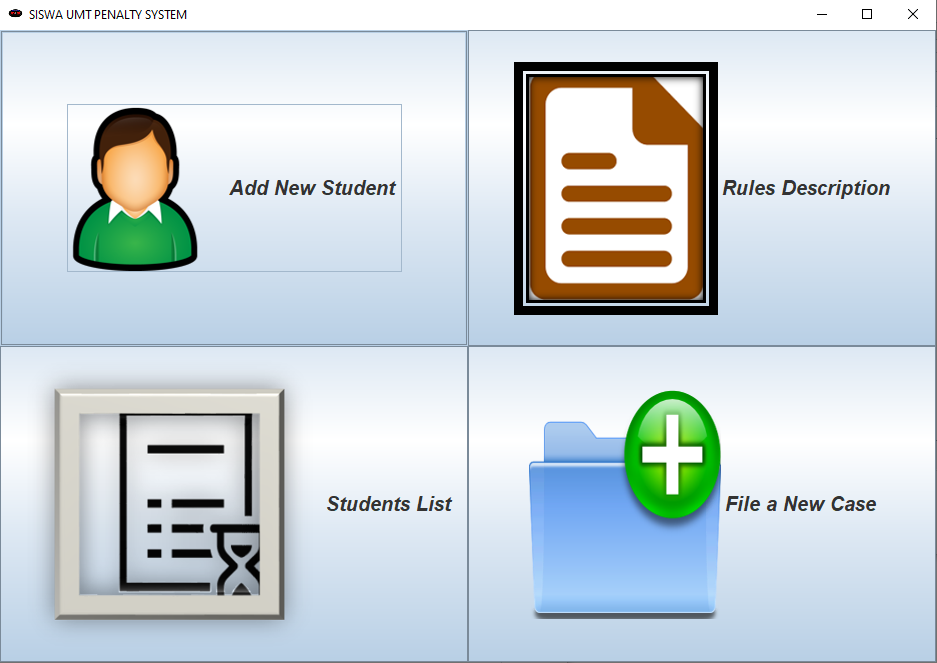 SISWA UMT PENALTY SYSTEM
Add New Student
Rules Description
Students List
File a New Case